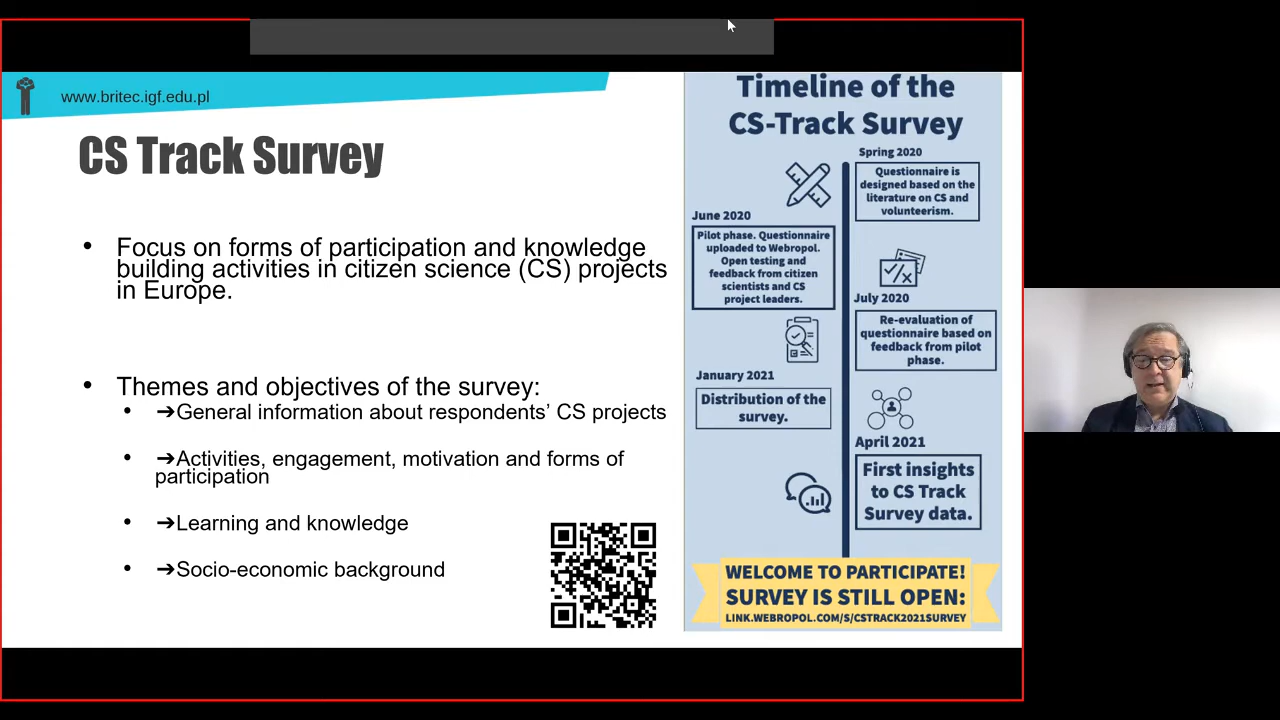 www.britec.igf.edu.pl
CS Track Survey
• Focus on forms of participation and knowledge
building activities in citizen science (CS) projects
in Europe.
• Themes and objectives of the survey:
• ➔General information about respondents’ CS projects
• ➔Activities, engagement, motivation and forms of
participation
• ➔Learning and knowledge
• ➔Socio-economic background
Timeline of the
CS-Track Survey
Spring 2020
Questionnaire is
designed based on the
literature on CS and
volunteerism.
June 2020
Pilot phase. Questionnaire
uploaded to Webropol.
Open testing and
feedback from citizen
scientists and CS
project leaders.
July 2020
Re-evaluation of
questionnaire based on
feedback from pilot
phase.
January 2021
Distribution of the
survey.
April 2021
First insights
to CS Track
Survey data.
WELCOME TO PARTICIPATE!
SURVEY IS STILL OPEN:
LINK.WEBROPOL.COM/S/CSTRACK2021SURVEY